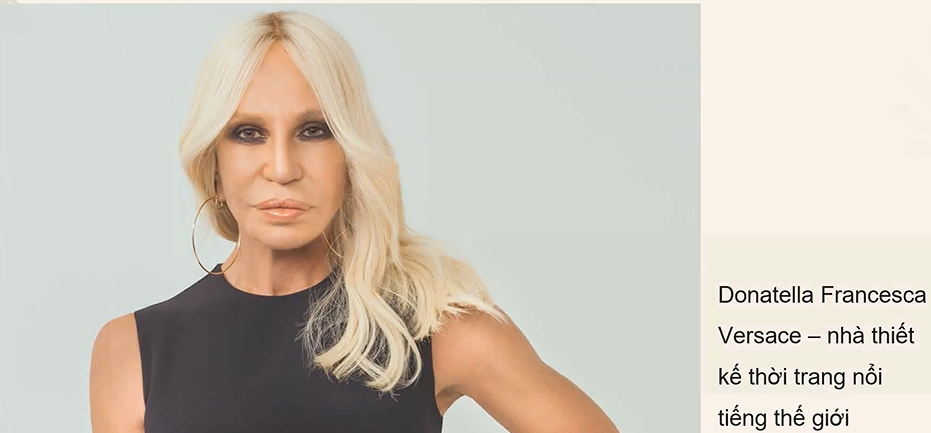 Donatella Francesca
Versace – nhà thiết
kế thời trang nổi
tiếng thế giới